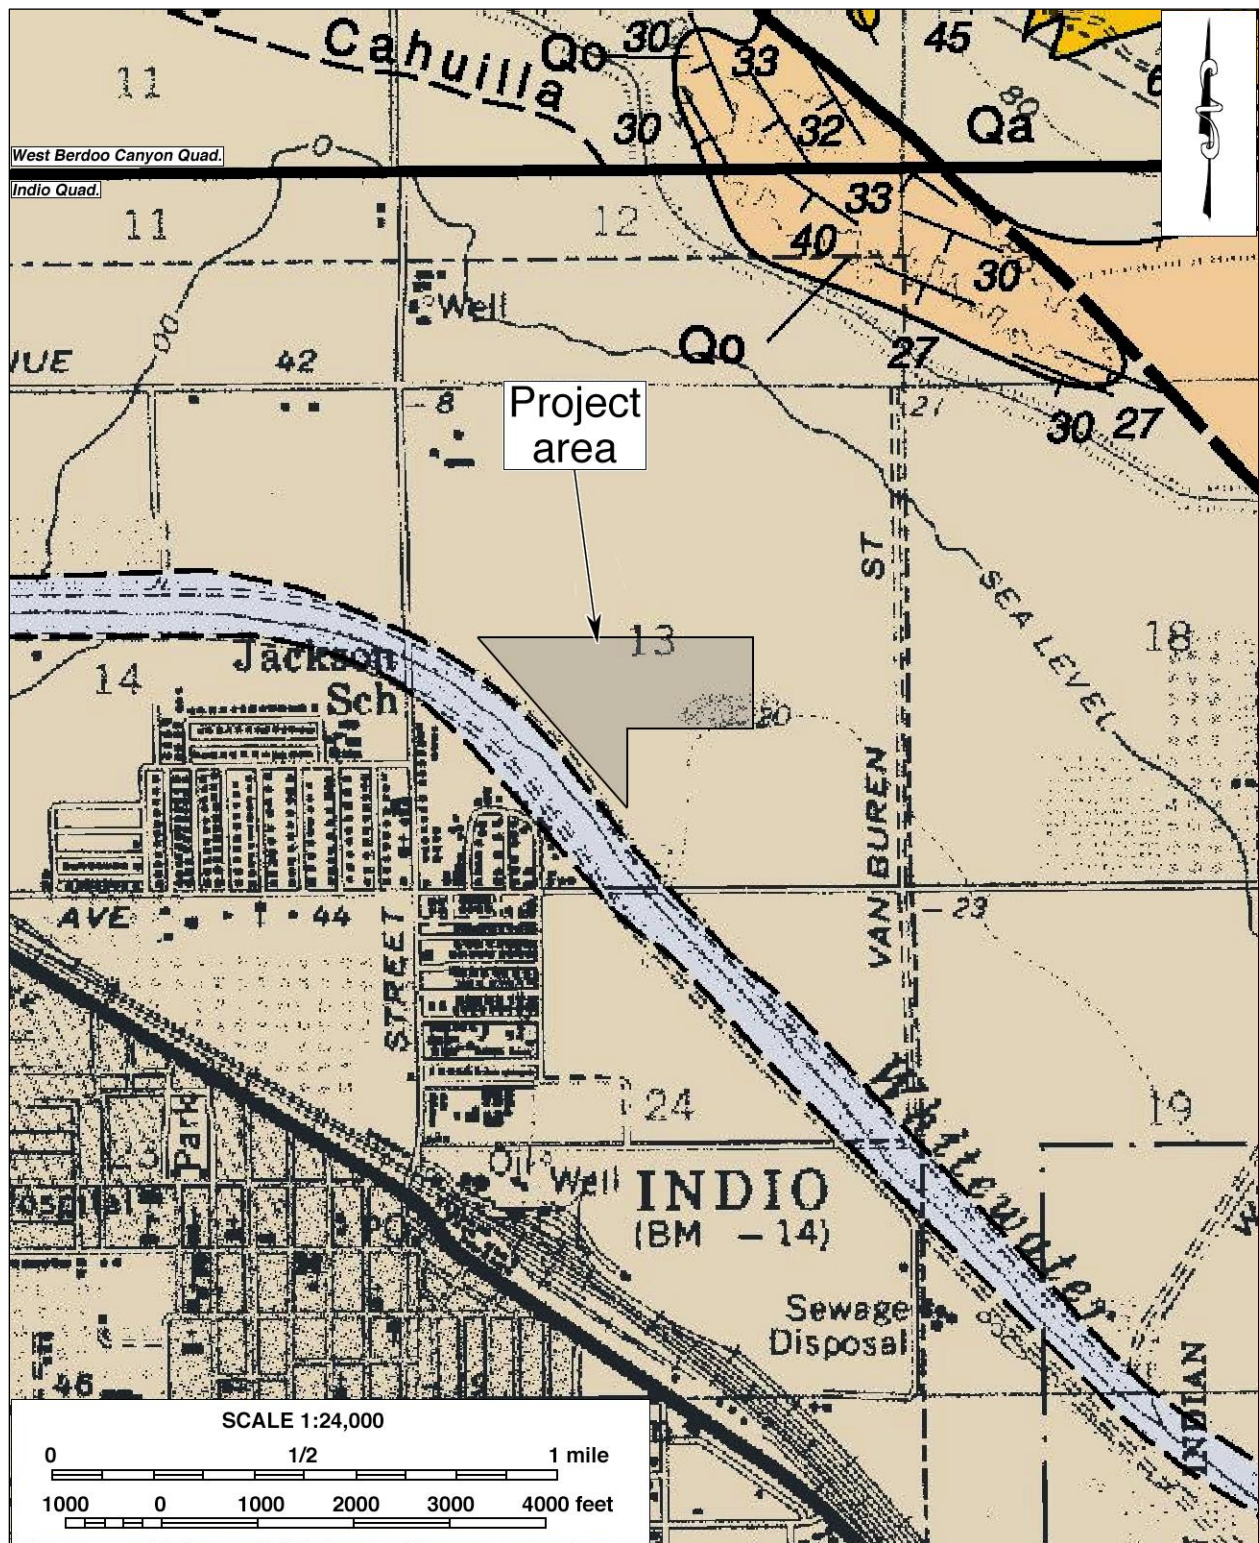 Cahuilla
Qo
30
33
45
11
80
30
32
Qa
West Berdoo Canyon Quad.
Indio Quad.
0
11
12
33
40
30
Well
Qo
42
27
8
Project
area
21
30
27
ST
SEA LEVEL
13
18
Jackson
Sch
14
20
VAN BUREN
AVE
44
- 23
STREET
24
19
Park
Well
INDIO
(BM - 14)
Whitewater
Sewage
Disposal
46
INDIAN
SCALE 1:24,000
0 1/2 1 mile
1000 0 1000 2000 3000 4000 feet